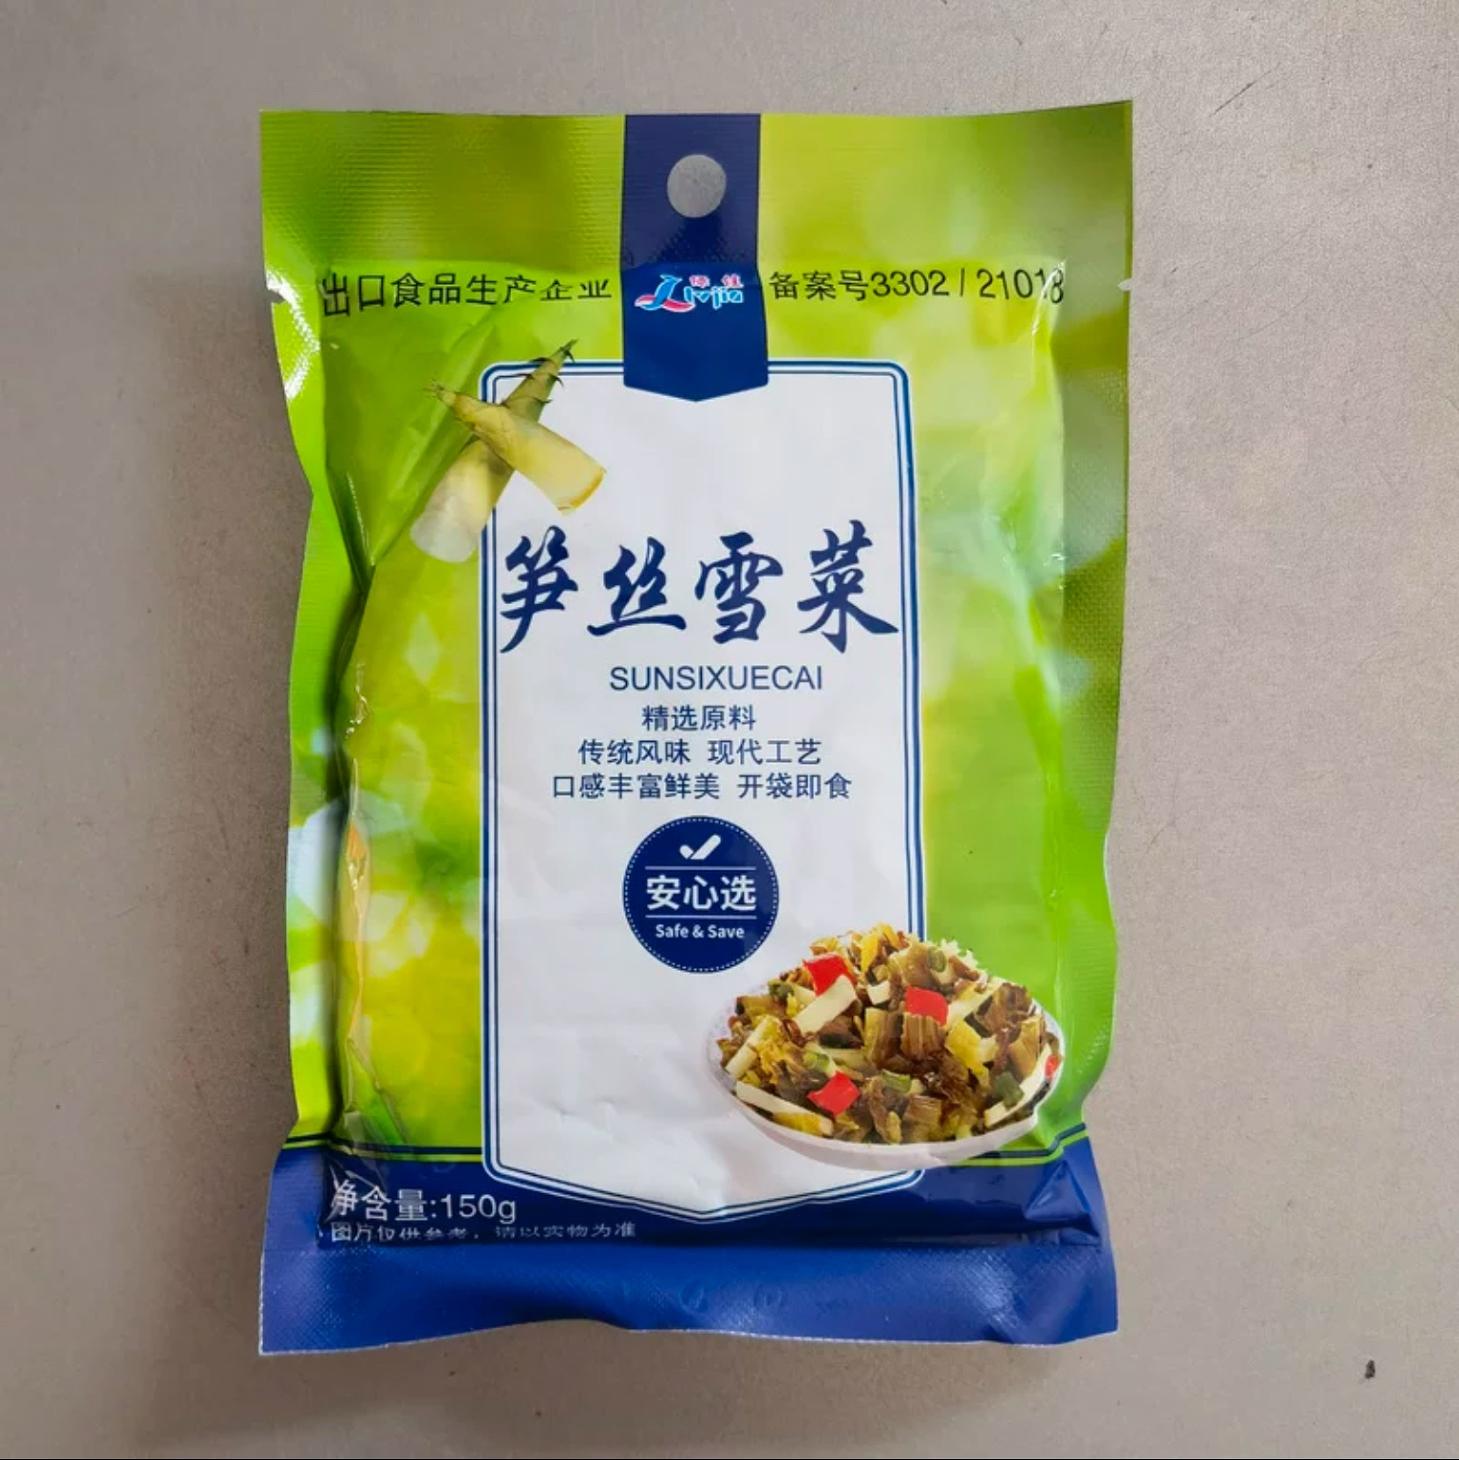 出口食品生产企业 备案号3302/21018
绿佳
lvjia
笋丝雪菜
SUNSIXUECAI
精选原料
传统风味 现代工艺
口感丰富鲜美 开袋即食
安心选
Safe & Save
净含量:150g
图片仅供参考，请以实物为准